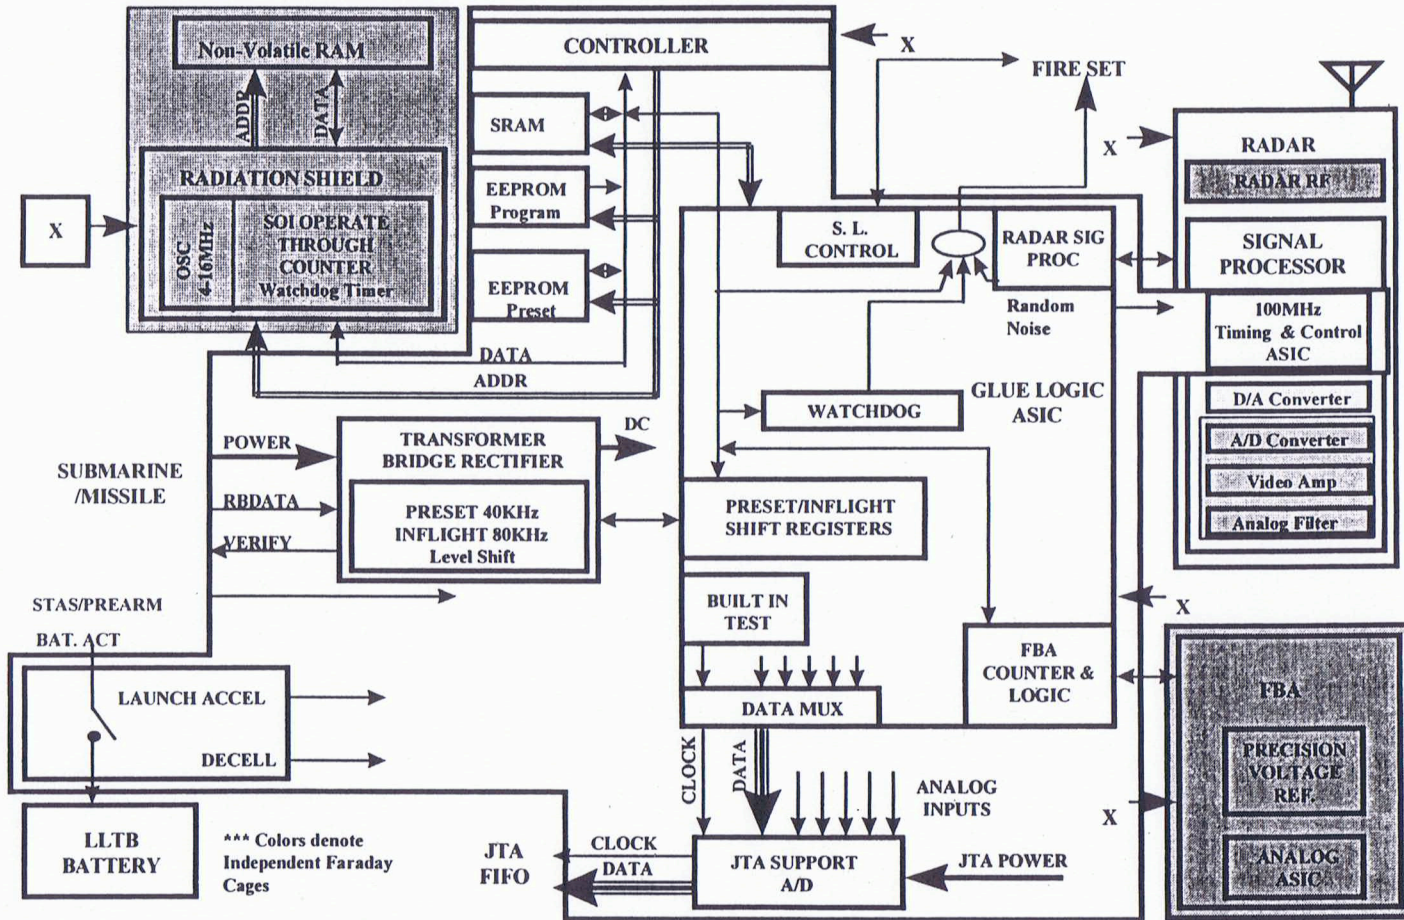 Non-Volatile RAM
ADDR
DATA
RADIATION SHIELD
OSC
4-16MHz
SOI OPERATE
THROUGH
COUNTER
Watchdog Timer
X
CONTROLLER
SRAM
EEPROM
Program
EEPROM
Preset
DATA
ADDR
X
FIRE SET
X
RADAR
RADAR RF
SIGNAL
PROCESSOR
100MHz
Timing & Control
ASIC
D/A Converter
A/D Converter
Video Amp
Analog Filter
S. L.
CONTROL
RADAR SIG
PROC
Random
Noise
GLUE LOGIC
ASIC
WATCHDOG
SUBMARINE
/MISSILE
POWER
RBDATA
VERIFY
TRANSFORMER
BRIDGE RECTIFIER
DC
PRESET 40KHz
INFLIGHT 80KHz
Level Shift
PRESET/INFLIGHT
SHIFT REGISTERS
STAS/PREARM
BAT. ACT
LAUNCH ACCEL
DECELL
LLTB
BATTERY
*** Colors denote
Independent Faraday
Cages
BUILT IN
TEST
DATA MUX
FBA
COUNTER &
LOGIC
X
FBA
PRECISION
VOLTAGE
REF.
ANALOG
ASIC
X
CLOCK
DATA
ANALOG
INPUTS
JTA
FIFO
CLOCK
DATA
JTA SUPPORT
A/D
JTA POWER